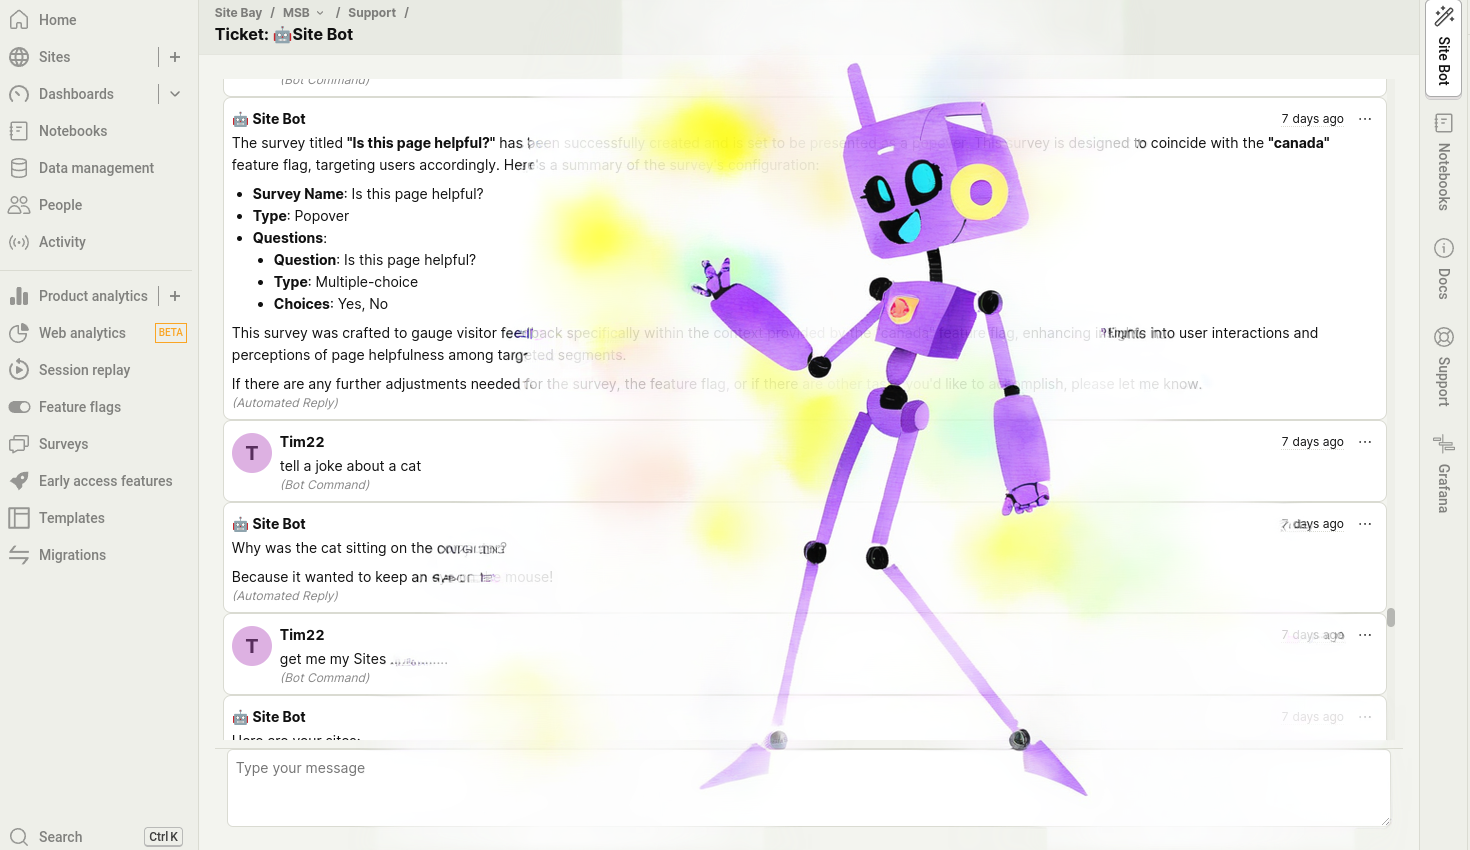 Site Bay / MSB / Support /
Ticket: 🤖Site Bot
Home
Sites
Dashboards
Notebooks
Data management
People
Activity
Product analytics
Web analytics BETA
Session replay
Feature flags
Surveys
Early access features
Templates
Migrations
Search Ctrl K
(Bot Command)
🤖 Site Bot 7 days ago
The survey titled "Is this page helpful?" has been successfully created and is set to be presented as a popover. This survey is designed to coincide with the "canada"
feature flag, targeting users accordingly. Here's a summary of the survey's configuration:
• Survey Name: Is this page helpful?
• Type: Popover
• Questions:
• Question: Is this page helpful?
• Type: Multiple-choice
• Choices: Yes, No
This survey was crafted to gauge visitor feedback specifically within the context provided by the "canada" feature flag, enhancing into user interactions and
perceptions of page helpfulness among targeted segments.
If there are any further adjustments needed for the survey, the feature flag, or if there are other you'd like to accomplish, please let me know.
(Automated Reply)
T
Tim22 7 days ago
tell a joke about a cat
(Bot Command)
🤖 Site Bot 7 days ago
Why was the cat sitting on the
Because it wanted to keep an mouse!
(Automated Reply)
T
Tim22 7 days ago
get me my Sites
(Bot Command)
🤖 Site Bot 7 days ago
Here are your sites:
Type your message
Site Bot
Notebooks
Docs
Support
Grafana